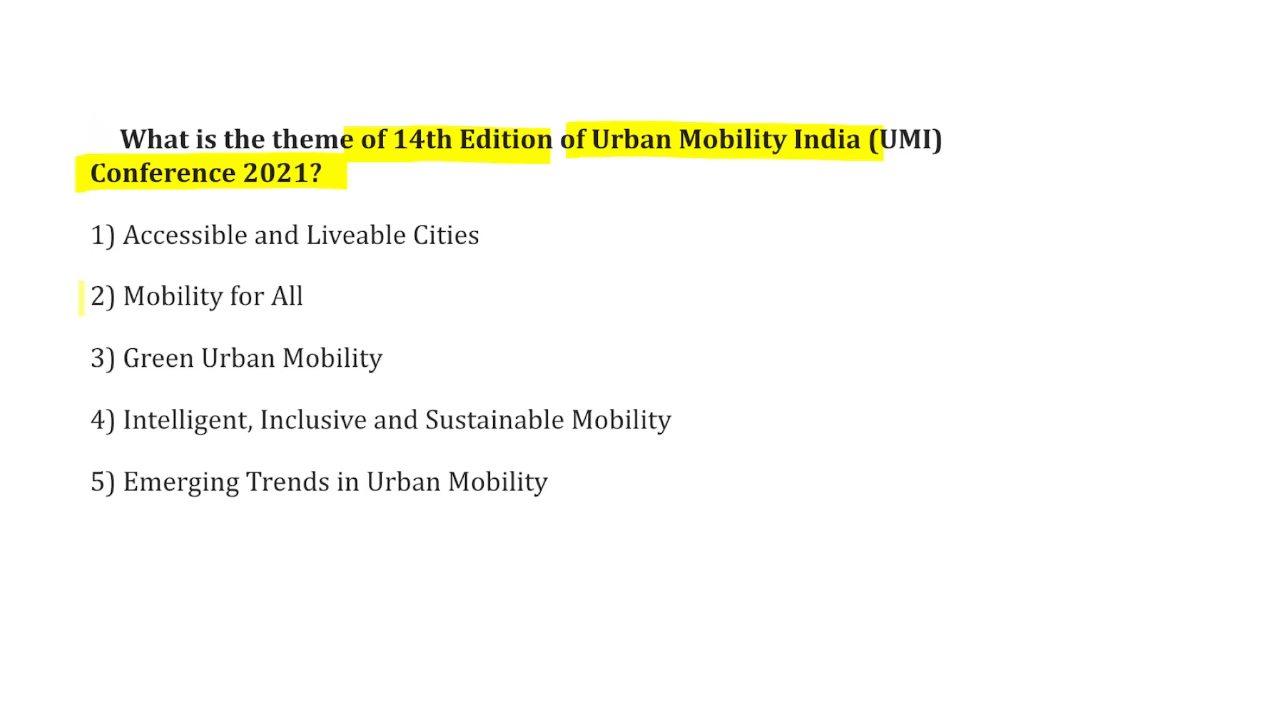 What is the theme of 14th Edition of Urban Mobility India (UMI)
Conference 2021?
1) Accessible and Liveable Cities
2) Mobility for All
3) Green Urban Mobility
4) Intelligent, Inclusive and Sustainable Mobility
5) Emerging Trends in Urban Mobility